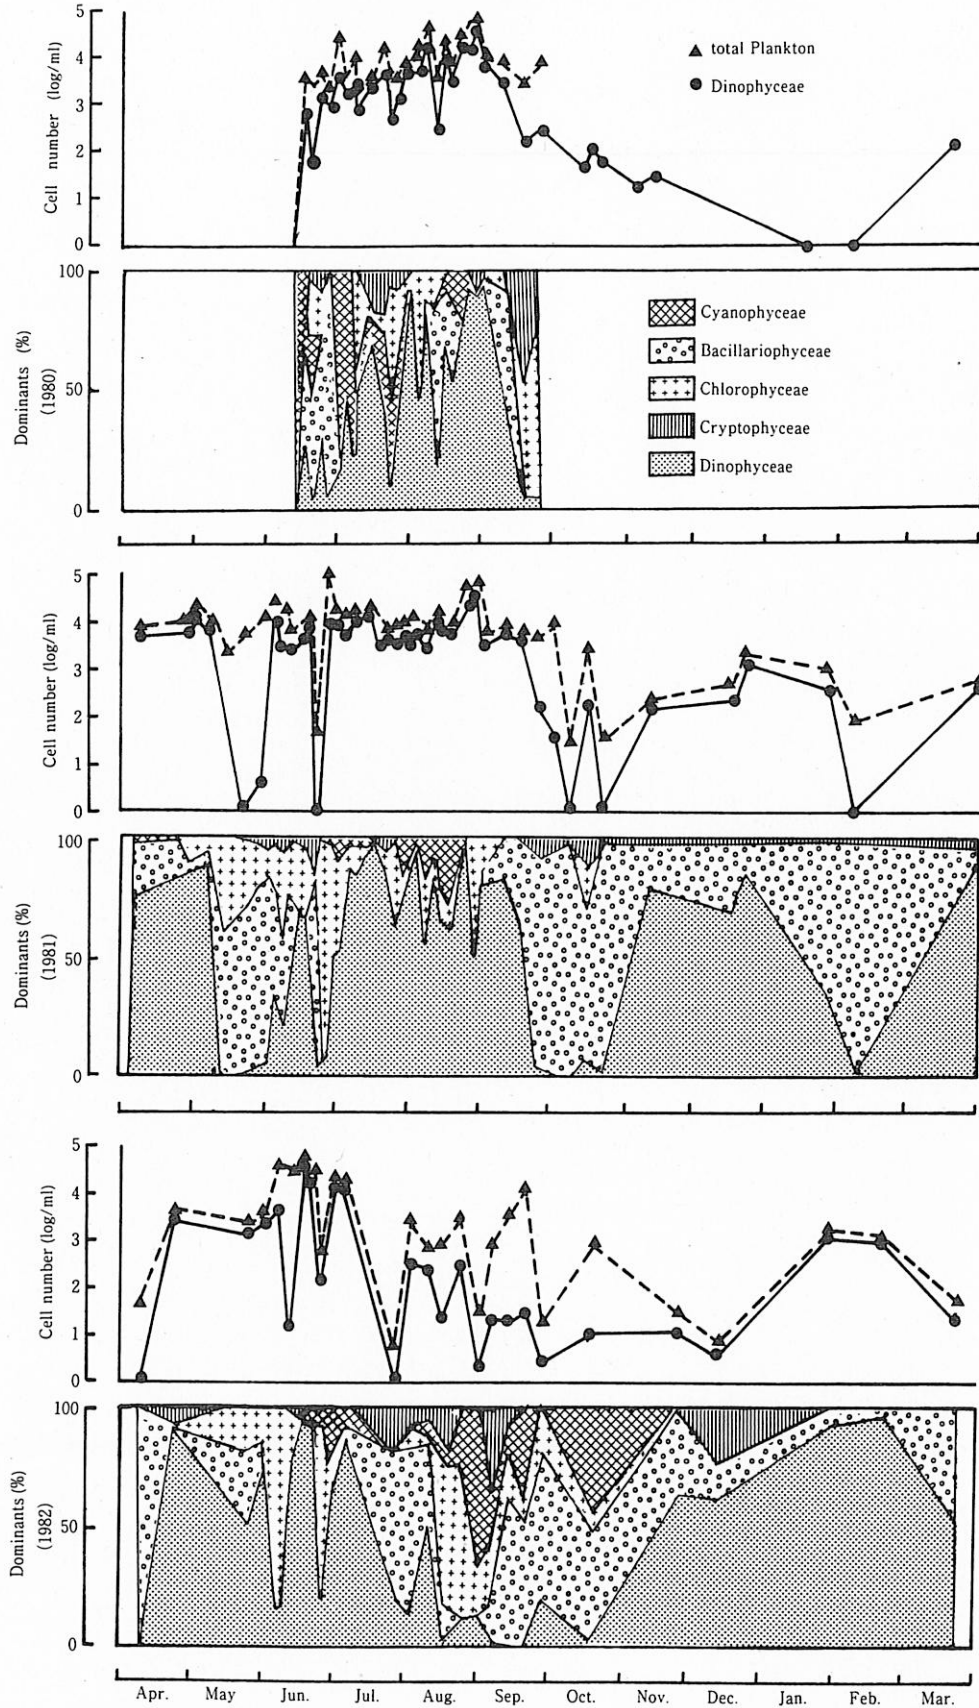 5
4
3
2
1
0
Cell number (log/ml)
total Plankton
Dinophyceae
100
50
0
Dominants (%)
(1980)
Cyanophyceae
Bacillariophyceae
Chlorophyceae
Cryptophyceae
Dinophyceae
5
4
3
2
1
0
Cell number (log/ml)
100
50
0
Dominants (%)
(1981)
5
4
3
2
1
0
Cell number (log/ml)
100
50
0
Dominants (%)
(1982)
Apr. May Jun. Jul. Aug. Sep. Oct. Nov. Dec. Jan. Feb. Mar.